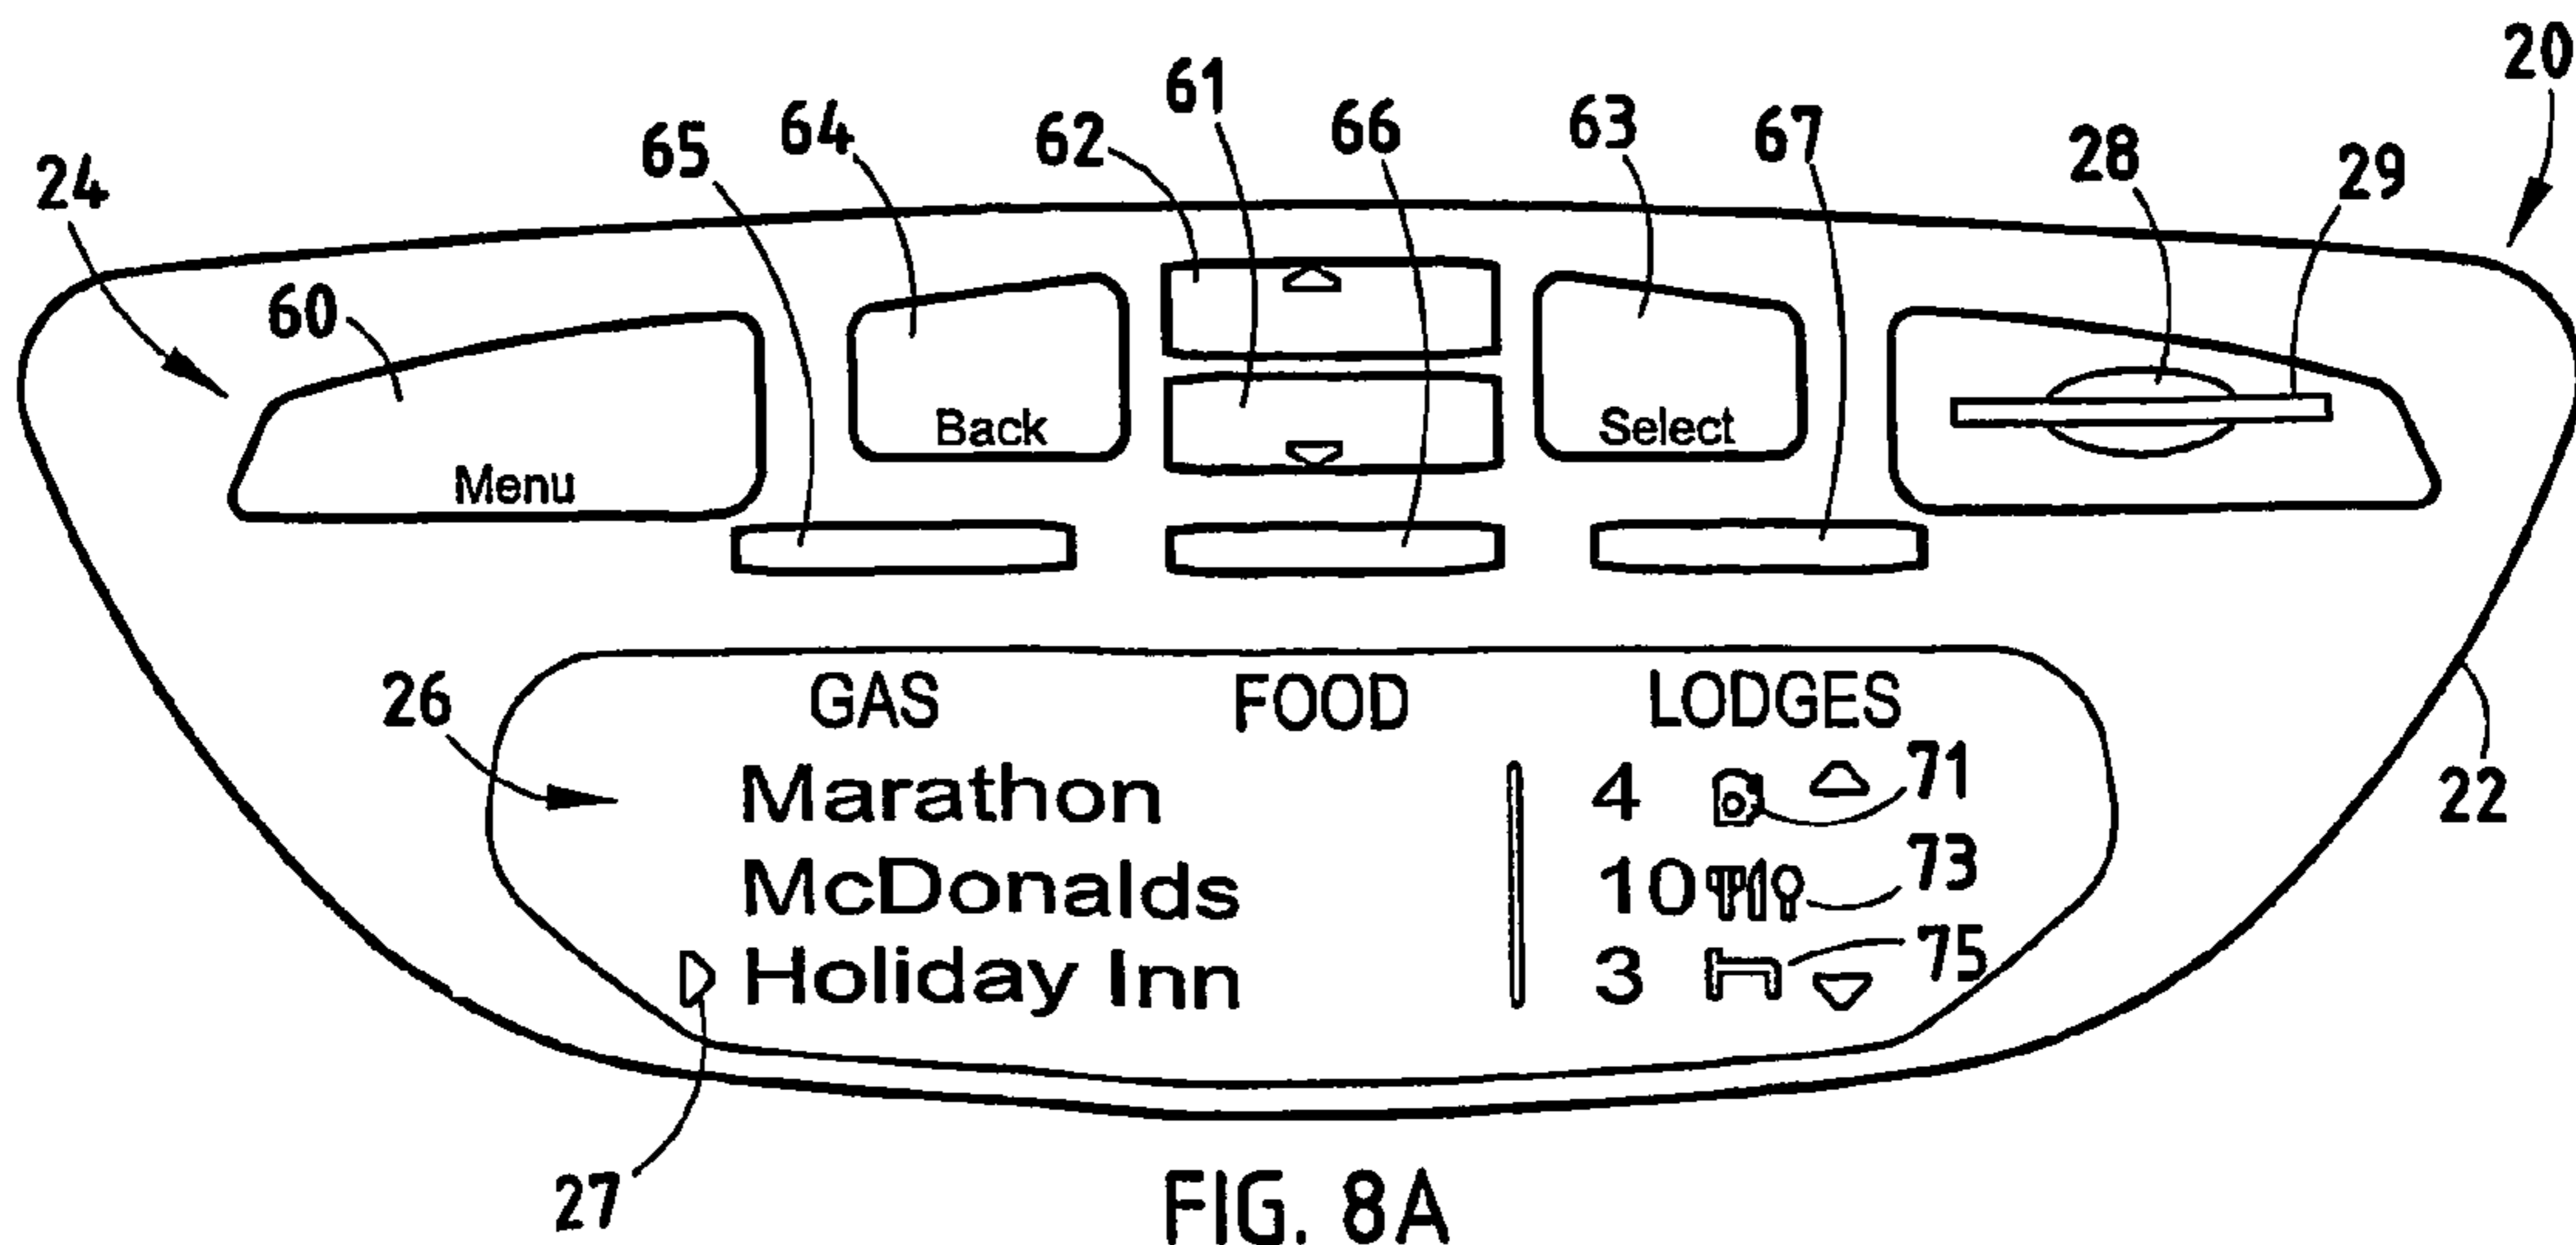 20
61
62
66
63
67
65
64
28
29
24
60
Back
Select
Menu
26
GAS FOOD LODGES
Marathon 4 71
McDonalds 10 73
Holiday Inn 3 75
22
27
FIG. 8A